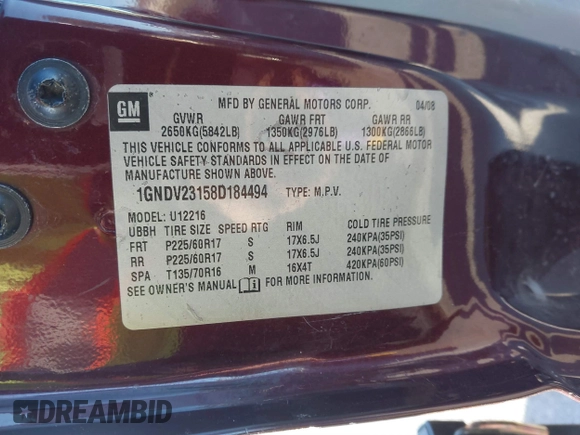 GM
MFD BY GENERAL MOTORS CORP. 04/08
GVWR GAWR FRT GAWR RR
2650KG(5842LB) 1350KG(2976LB) 1300KG(2866LB)
THIS VEHICLE CONFORMS TO ALL APPLICABLE U.S. FEDERAL MOTOR
VEHICLE SAFETY STANDARDS IN EFFECT ON THE DATE OF
MANUFACTURE SHOWN ABOVE.
1GNDV23158D184494 TYPE: M.P.V.
MODEL: U12216
UBBH TIRE SIZE SPEED RTG RIM COLD TIRE PRESSURE
FRT P225/60R17 S 17X6.5J 240KPA(35PSI)
RR P225/60R17 S 17X6.5J 240KPA(35PSI)
SPA T135/70R16 M 16X4T 420KPA(60PSI)
SEE OWNER'S MANUAL FOR MORE INFORMATION.
DREAMBID